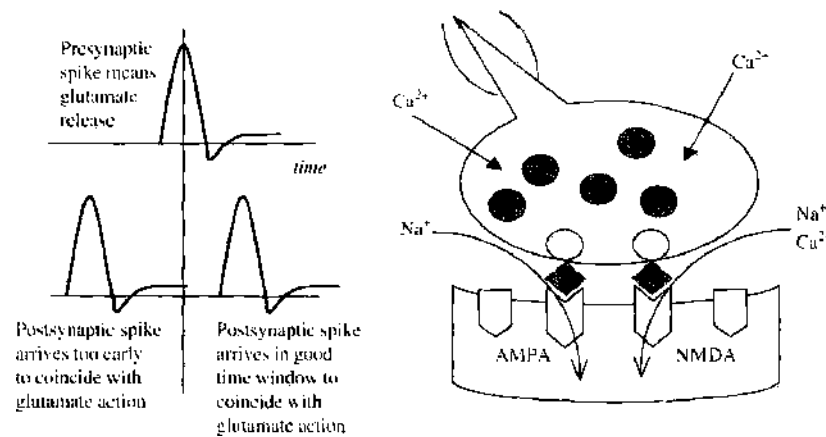 Presynaptic
spike means
glutamate
release
time
Postsynaptic spike
arrives too early
to coincide with
glutamate action
Postsynaptic spike
arrives in good
time window to
coincide with
glutamate action
Ca²⁺
Ca²⁺
Na⁺
Na⁺
Ca²
AMPA
NMDA